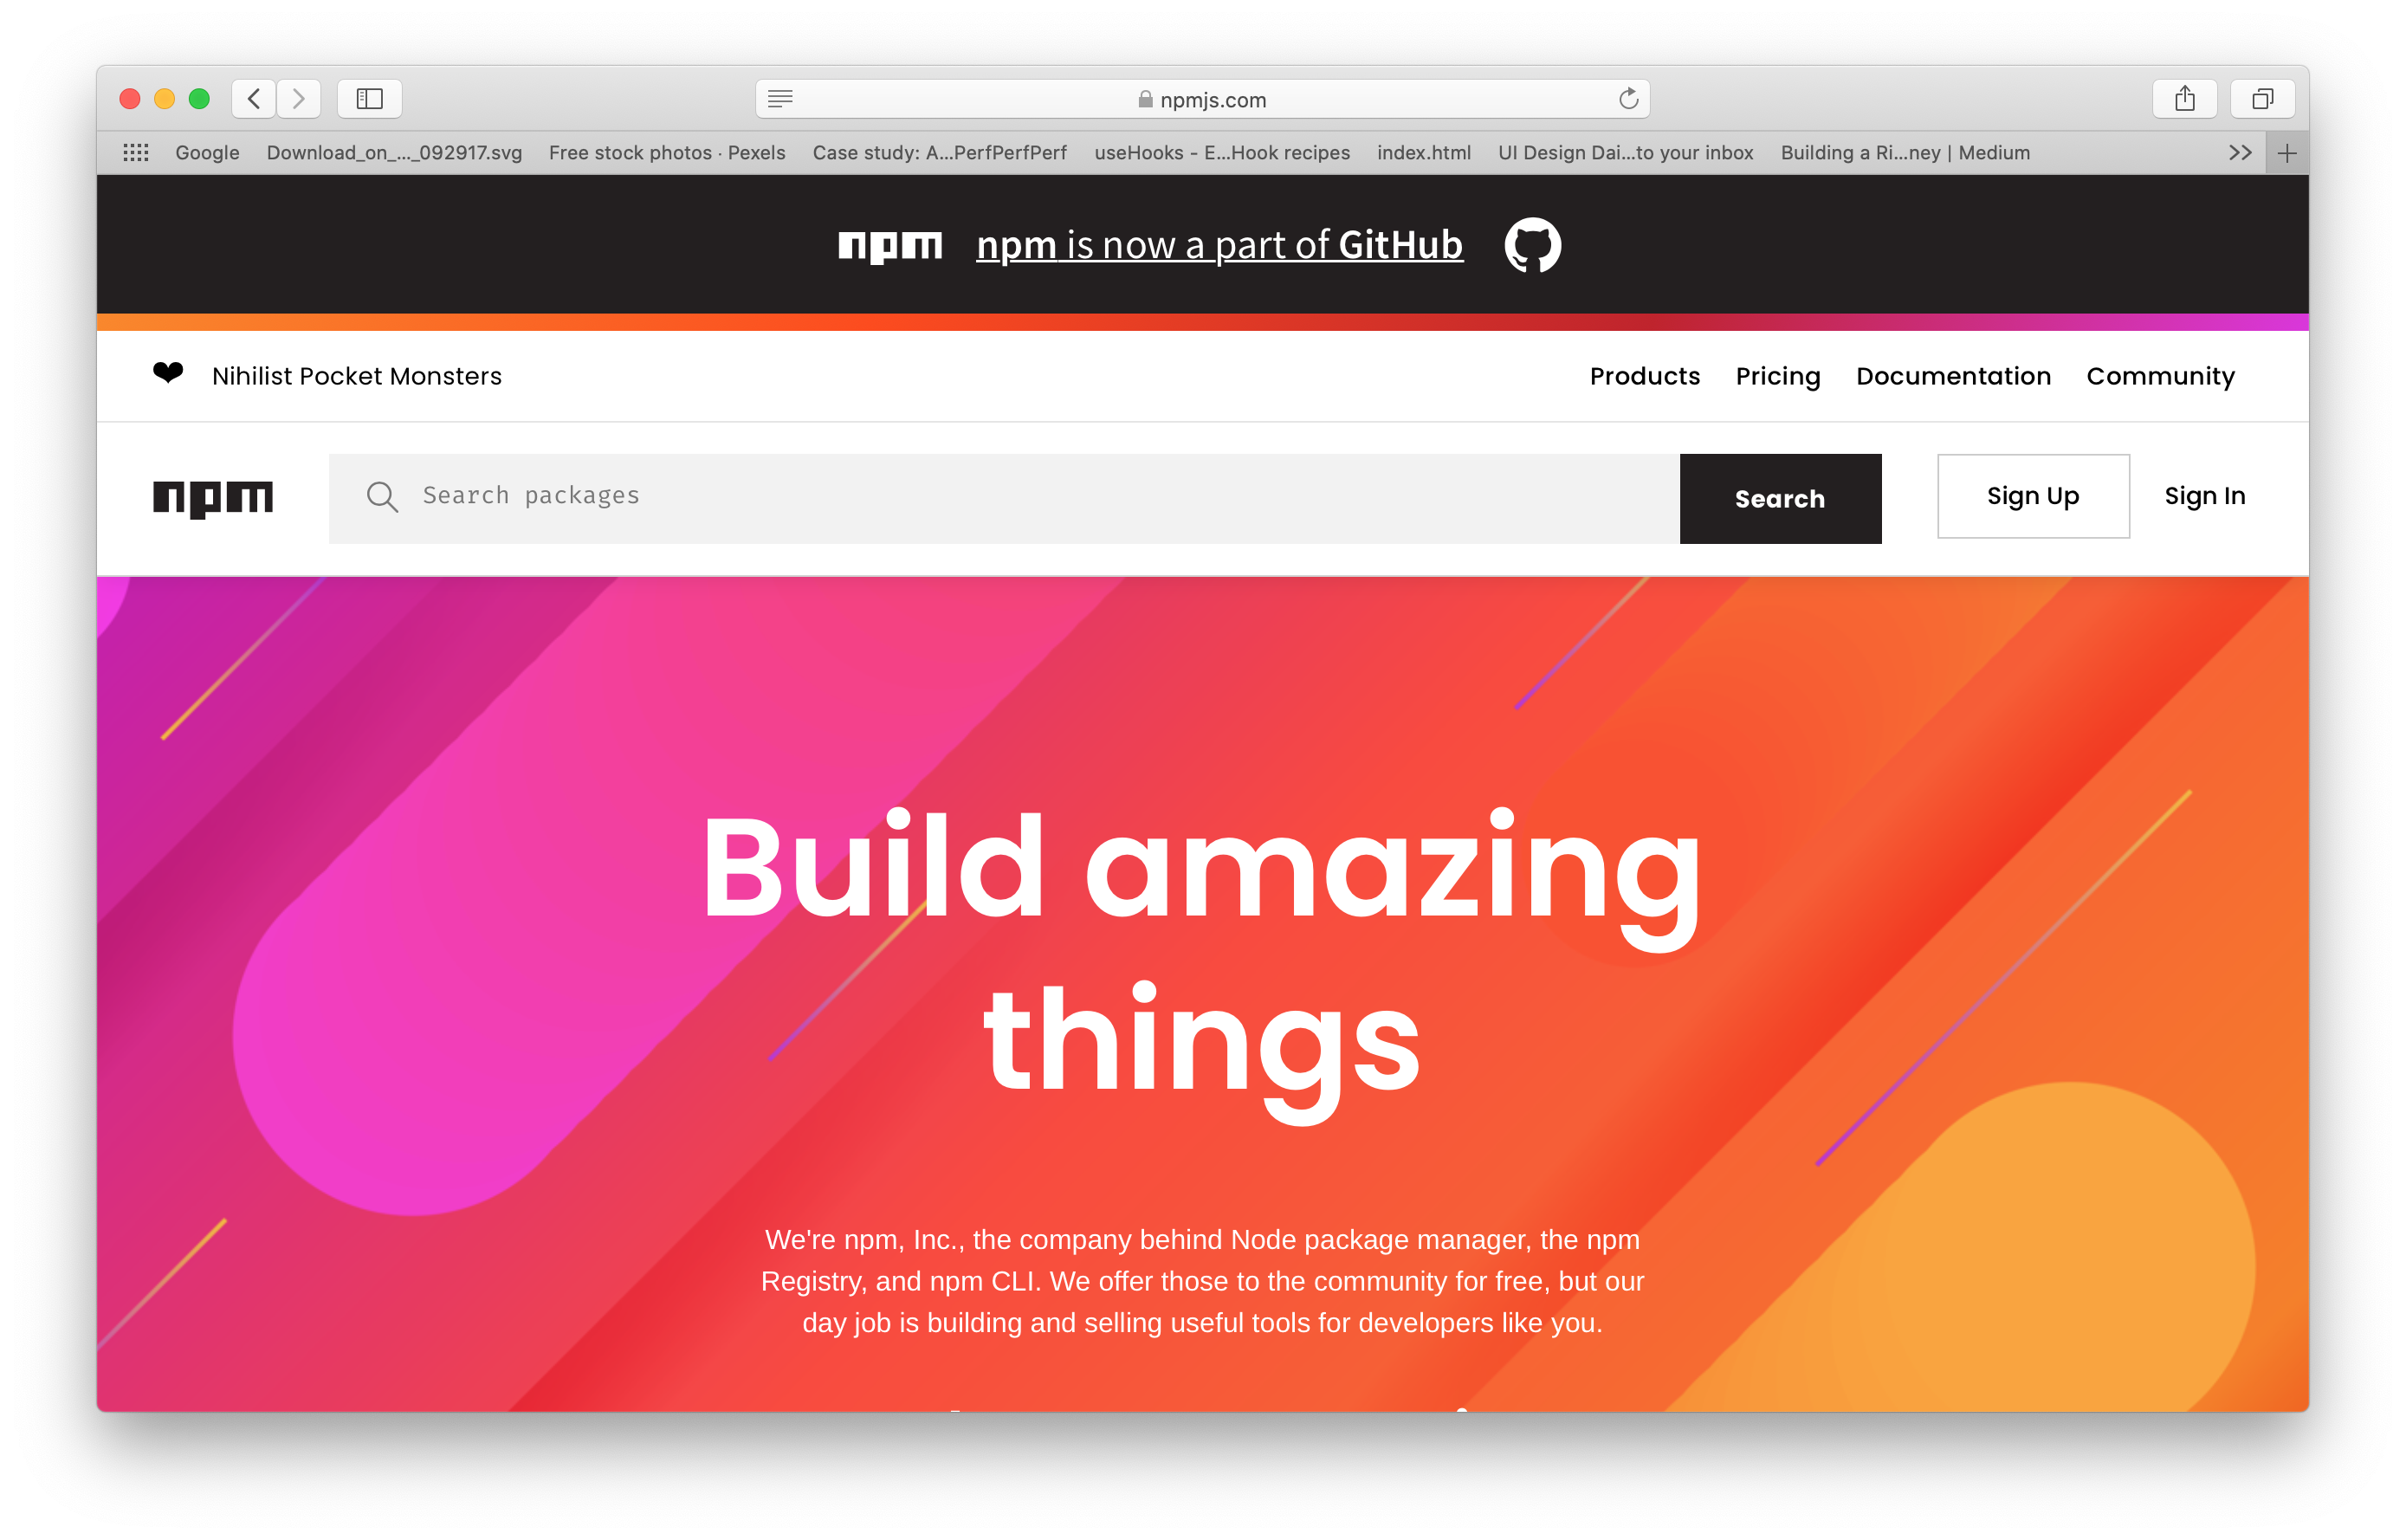 npmjs.com
Google Download_on_..._092917.svg Free stock photos · Pexels Case study: A...PerfPerfPerf useHooks - E...Hook recipes index.html UI Design Dai...to your inbox Building a Ri...ney | Medium
npm npm is now a part of GitHub
Nihilist Pocket Monsters Products Pricing Documentation Community
npm Search packages Search Sign Up Sign In
Build amazing
things
We're npm, Inc., the company behind Node package manager, the npm
Registry, and npm CLI. We offer those to the community for free, but our
day job is building and selling useful tools for developers like you.